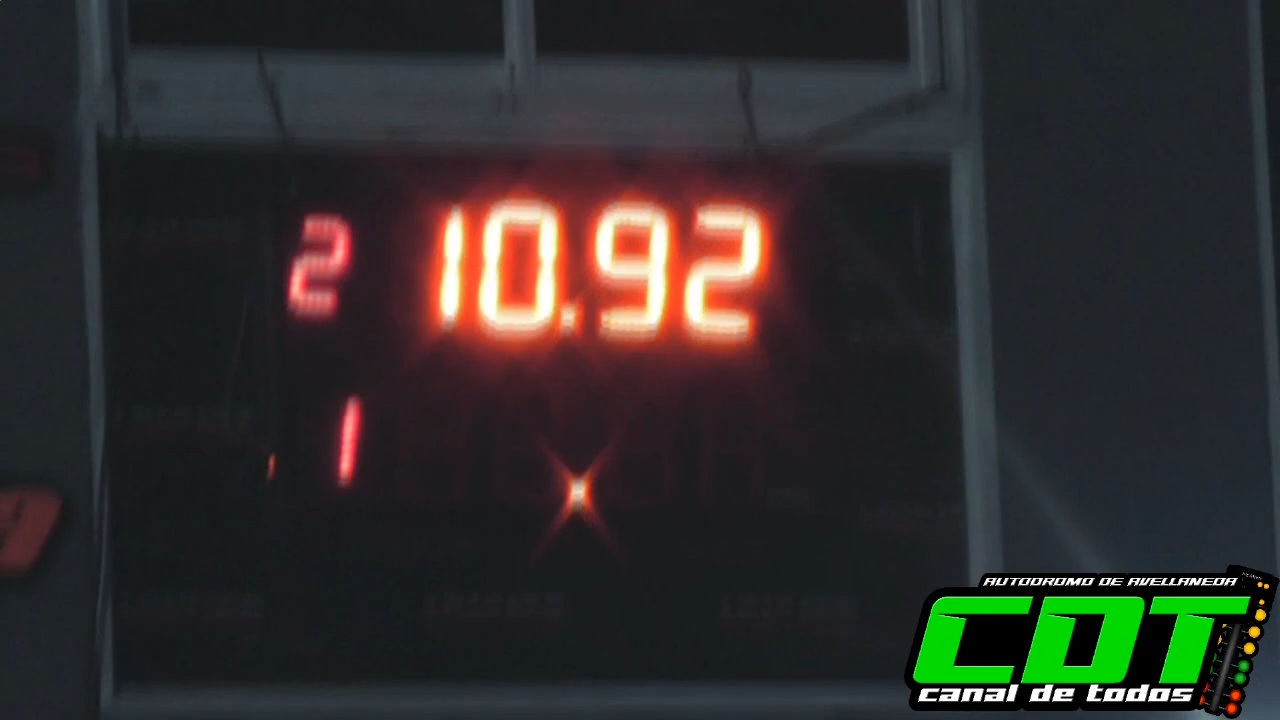 2 10.92
1 .
AUTODROMO DE AVELLANEDA
CDT
canal de todos